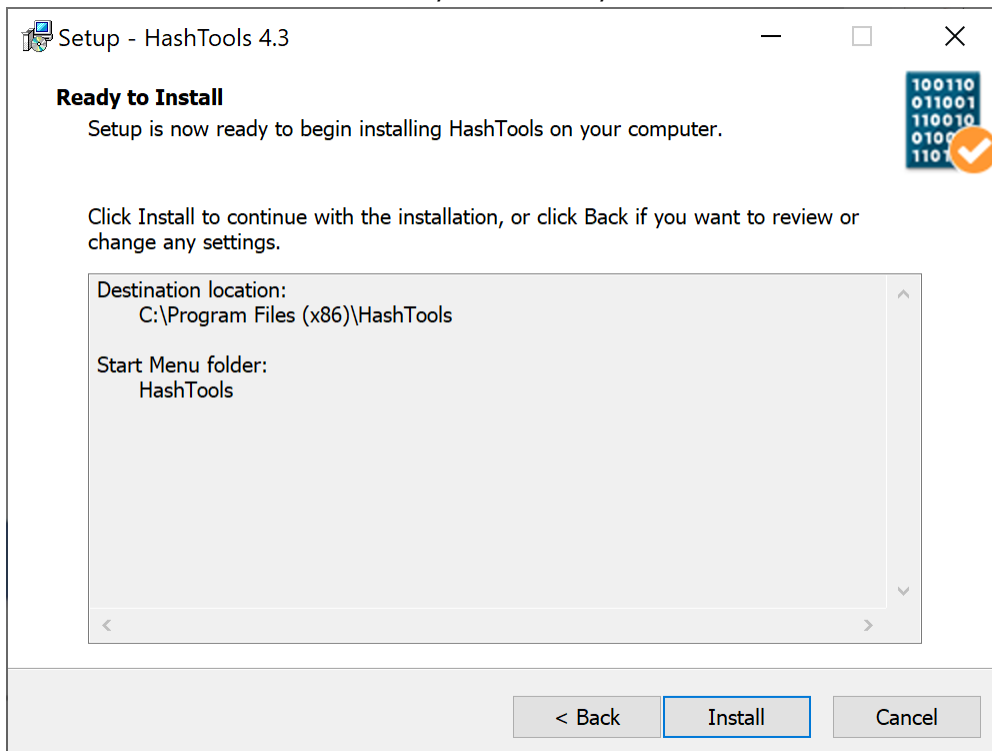 Setup - HashTools 4.3
Ready to Install
Setup is now ready to begin installing HashTools on your computer.
100110
011001
110010
Click Install to continue with the installation, or click Back if you want to review or
change any settings.
Destination location:
C:\Program Files (x86)\HashTools
Start Menu folder:
HashTools
< Back
Install
Cancel